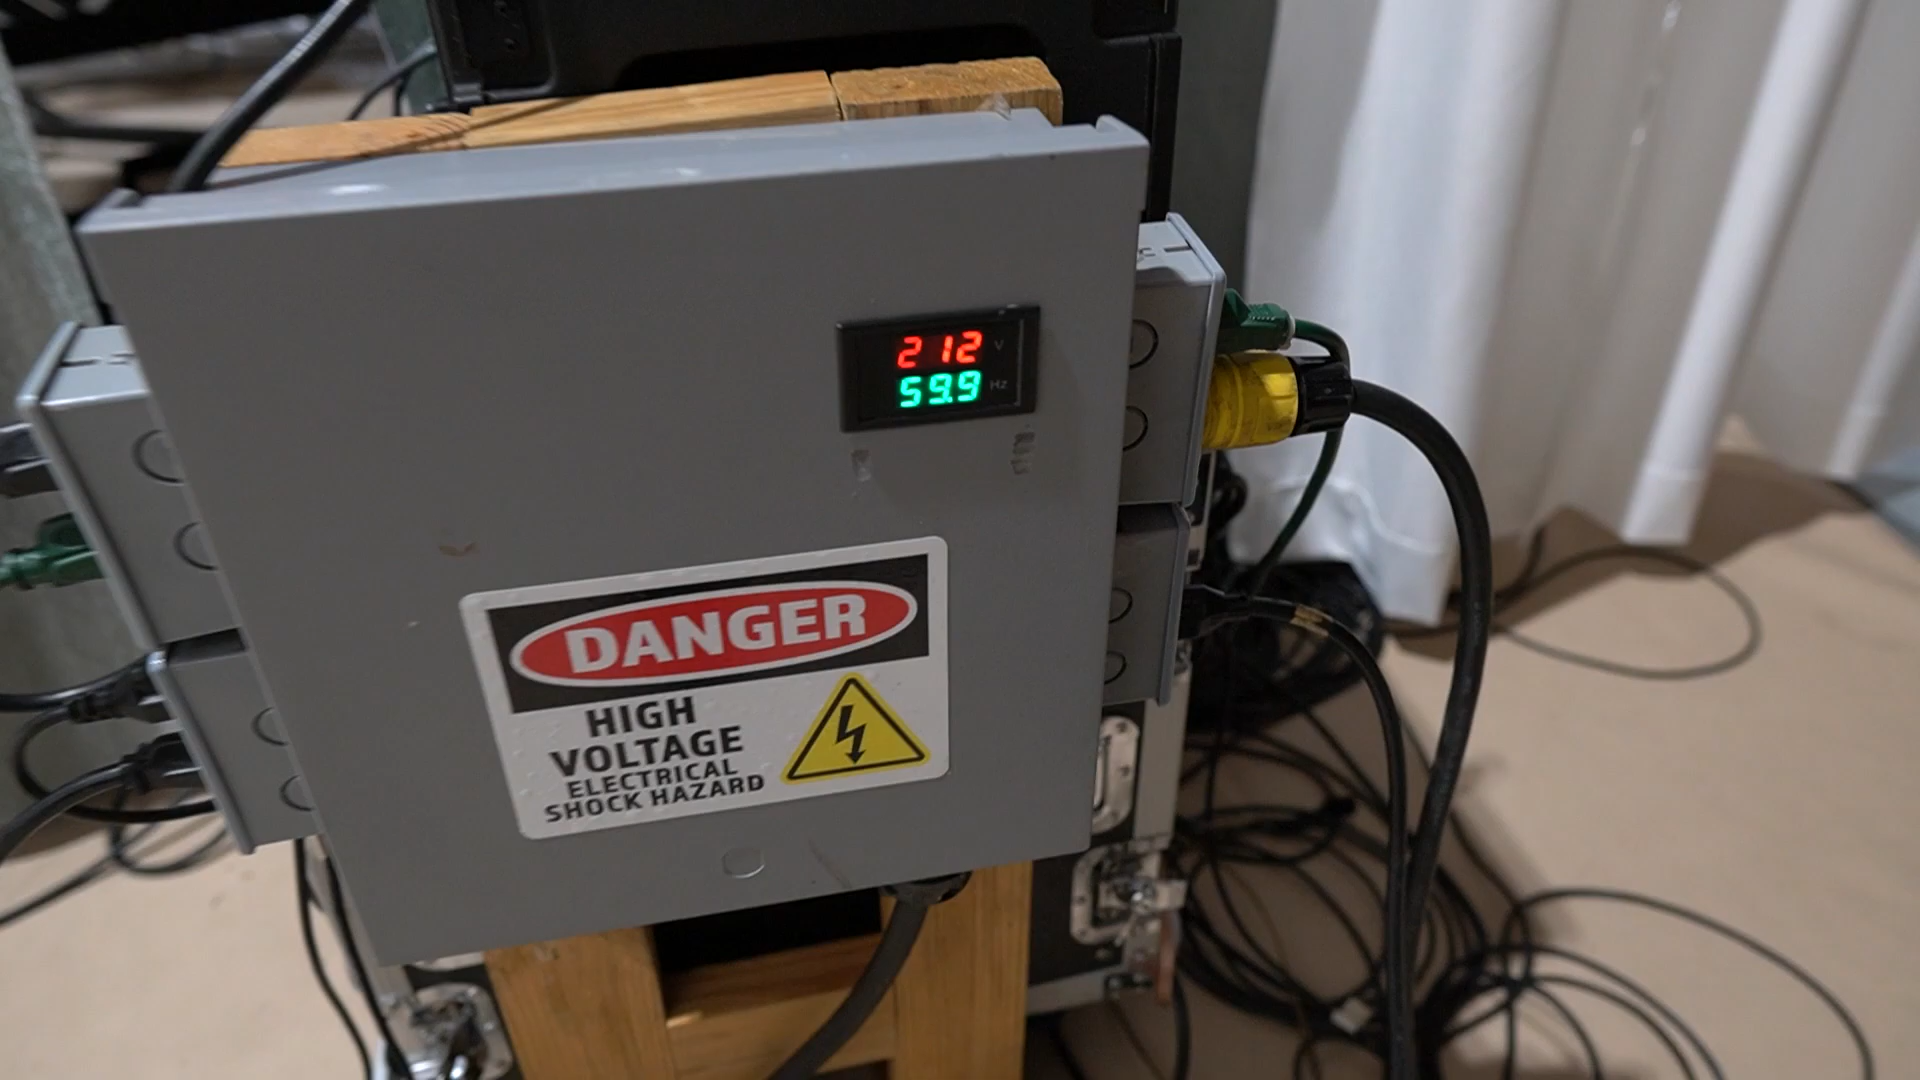 212 V
59.9 Hz
DANGER
HIGH
VOLTAGE
ELECTRICAL
SHOCK HAZARD